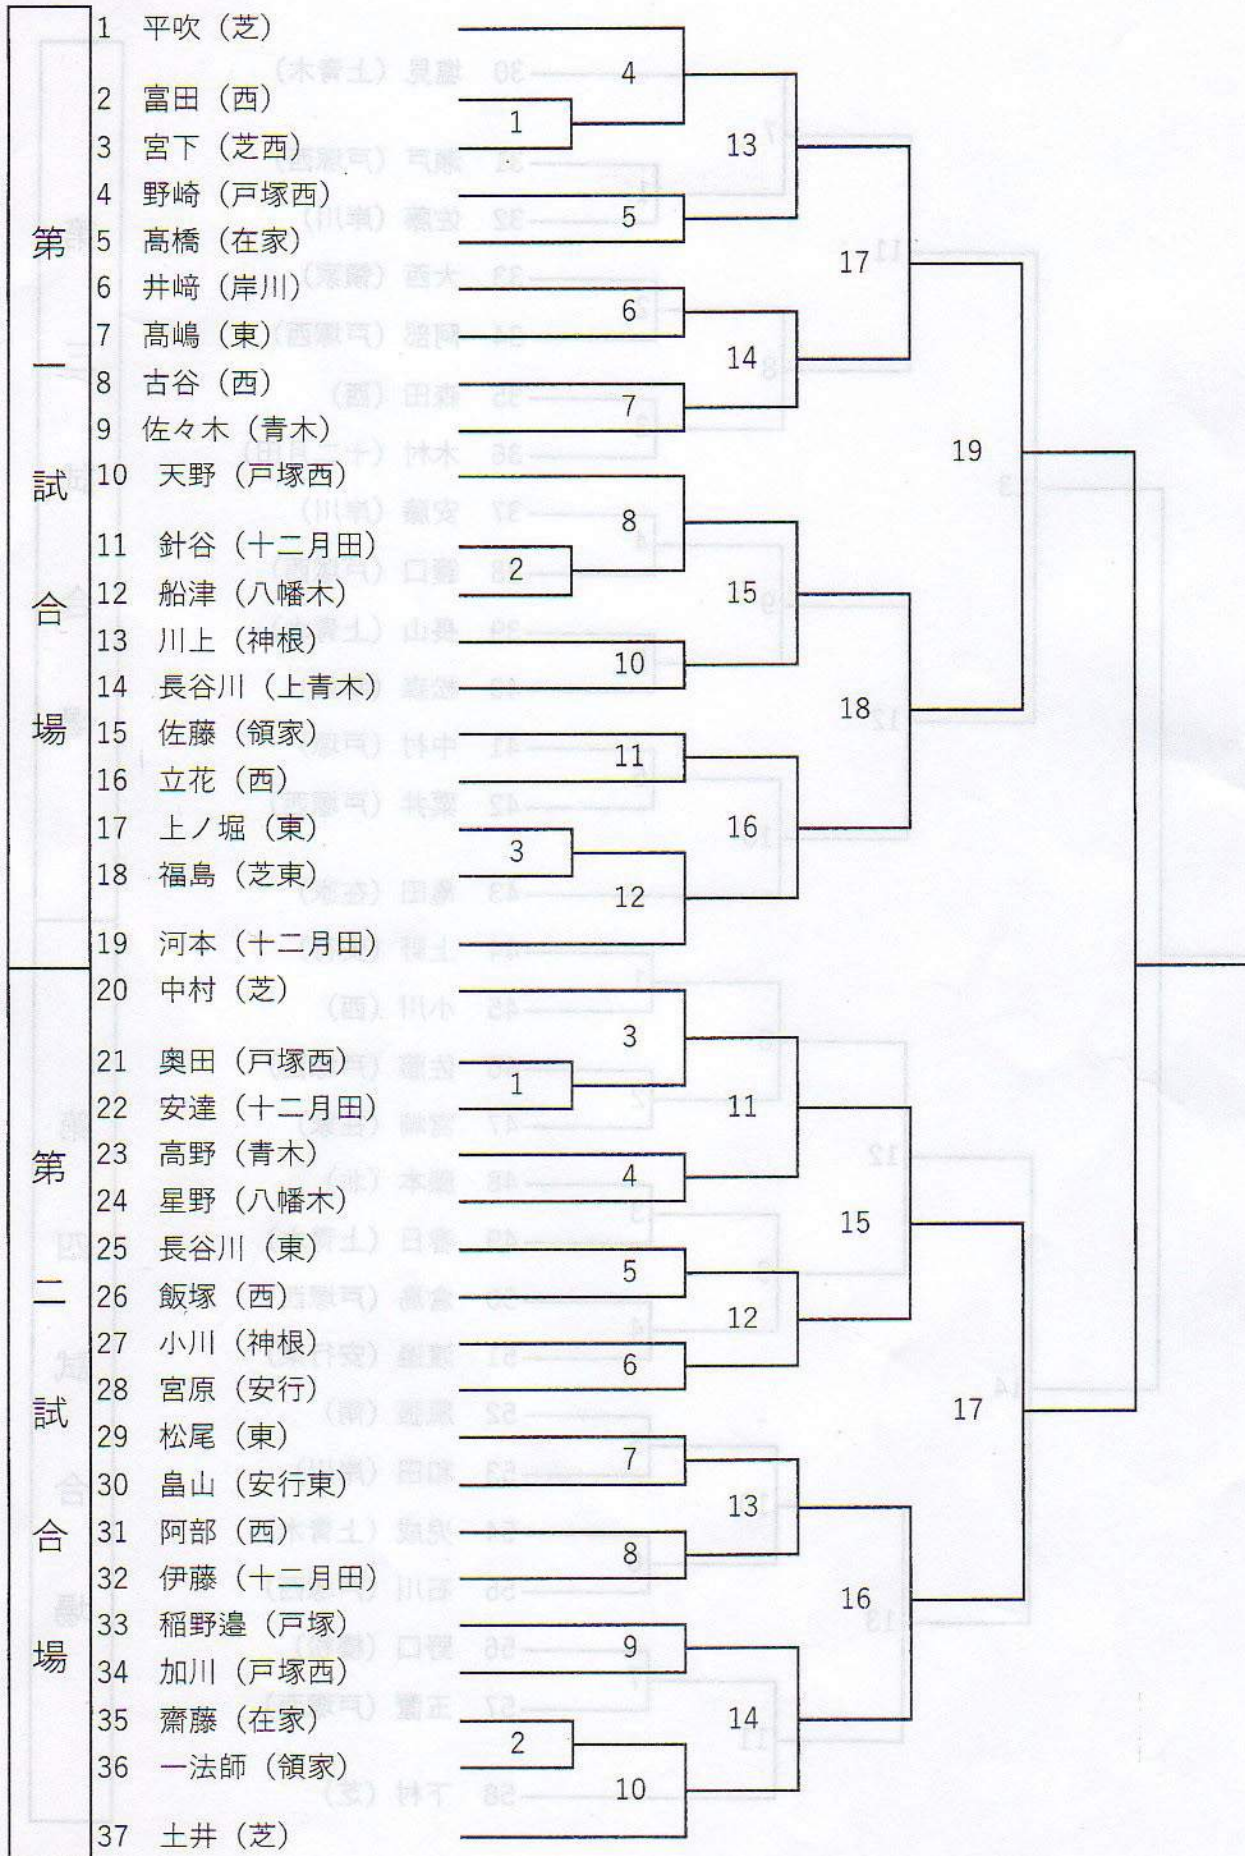 第一試合場
1 平吹（芝）
2 富田（西）
3 宮下（芝西）
4 野崎（戸塚西）
5 髙橋（在家）
6 井﨑（岸川）
7 髙嶋（東）
8 古谷（西）
9 佐々木（青木）
10 天野（戸塚西）
11 針谷（十二月田）
12 船津（八幡木）
13 川上（神根）
14 長谷川（上青木）
15 佐藤（領家）
16 立花（西）
17 上ノ堀（東）
18 福島（芝東）
19 河本（十二月田）
1
2
3
4
5
6
7
8
10
11
12
13
14
15
16
17
18
19
第二試合場
20 中村（芝）
21 奥田（戸塚西）
22 安達（十二月田）
23 高野（青木）
24 星野（八幡木）
25 長谷川（東）
26 飯塚（西）
27 小川（神根）
28 宮原（安行）
29 松尾（東）
30 畠山（安行東）
31 阿部（西）
32 伊藤（十二月田）
33 稲野邉（戸塚）
34 加川（戸塚西）
35 齋藤（在家）
36 一法師（領家）
37 土井（芝）
1
2
3
4
5
6
7
8
9
10
11
12
13
14
15
16
17